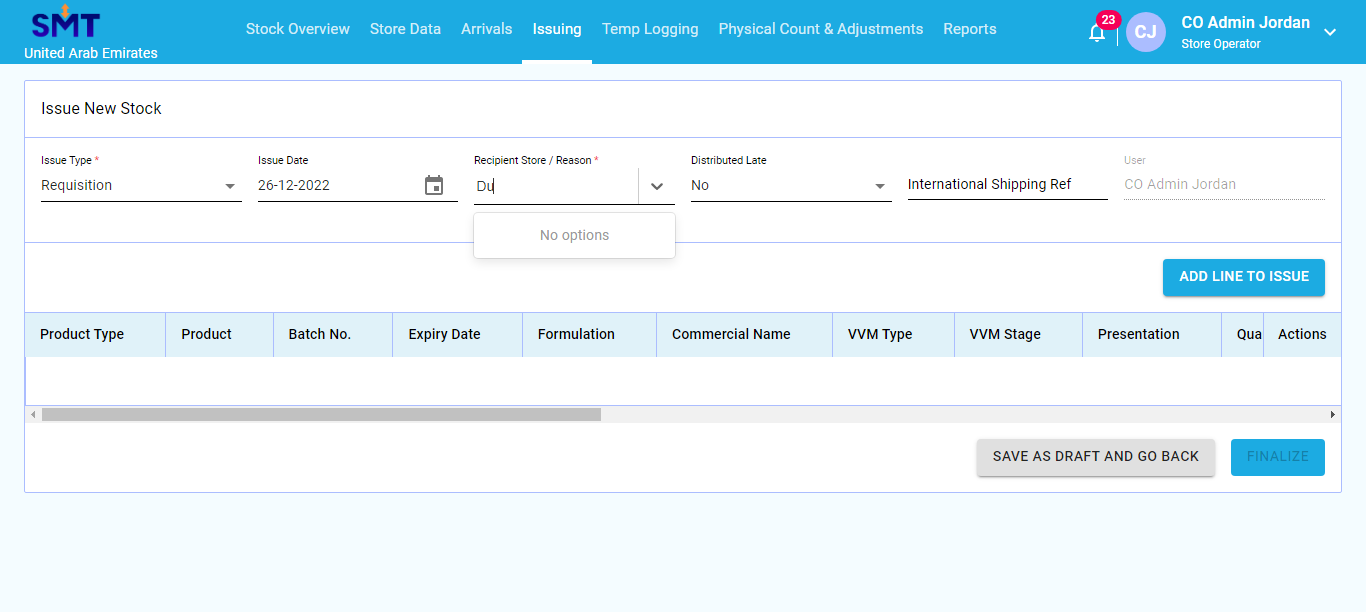 SMT
United Arab Emirates
Stock Overview Store Data Arrivals Issuing Temp Logging Physical Count & Adjustments Reports
23
CJ
CO Admin Jordan
Store Operator
Issue New Stock
Issue Type * Issue Date Recipient Store / Reason * Distributed Late User
Requisition 26-12-2022 Du No International Shipping Ref CO Admin Jordan
No options
ADD LINE TO ISSUE
Product Type Product Batch No. Expiry Date Formulation Commercial Name VVM Type VVM Stage Presentation Qua Actions
SAVE AS DRAFT AND GO BACK FINALIZE